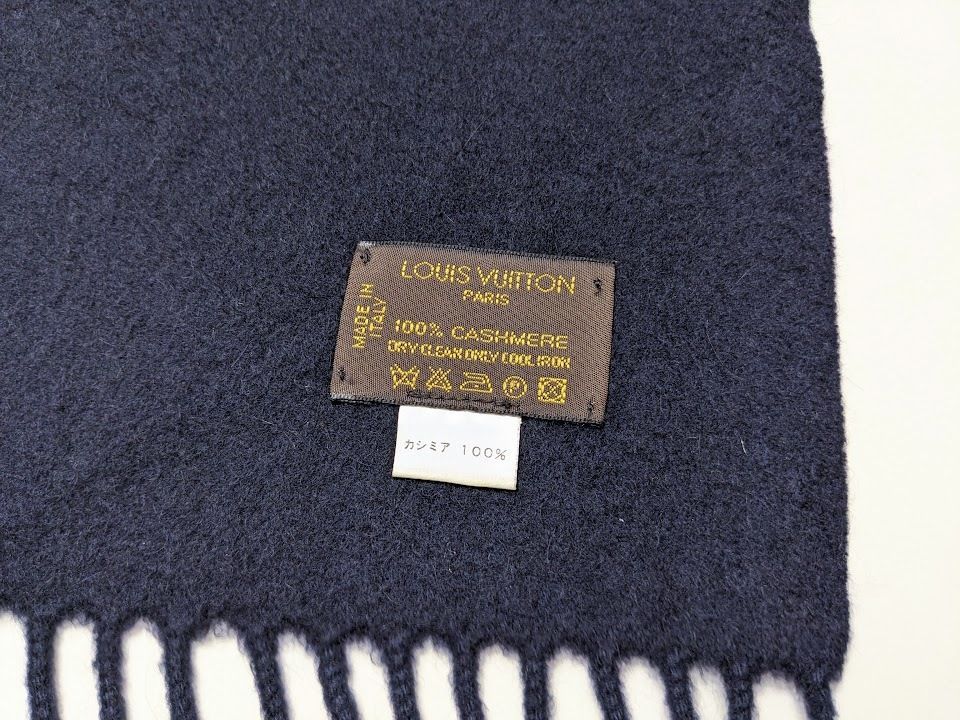 LOUIS VUITTON
PARIS
MADE IN
ITALY
100% CASHMERE
DRY CLEAN ONLY COOL IRON
P
カシミア 100%